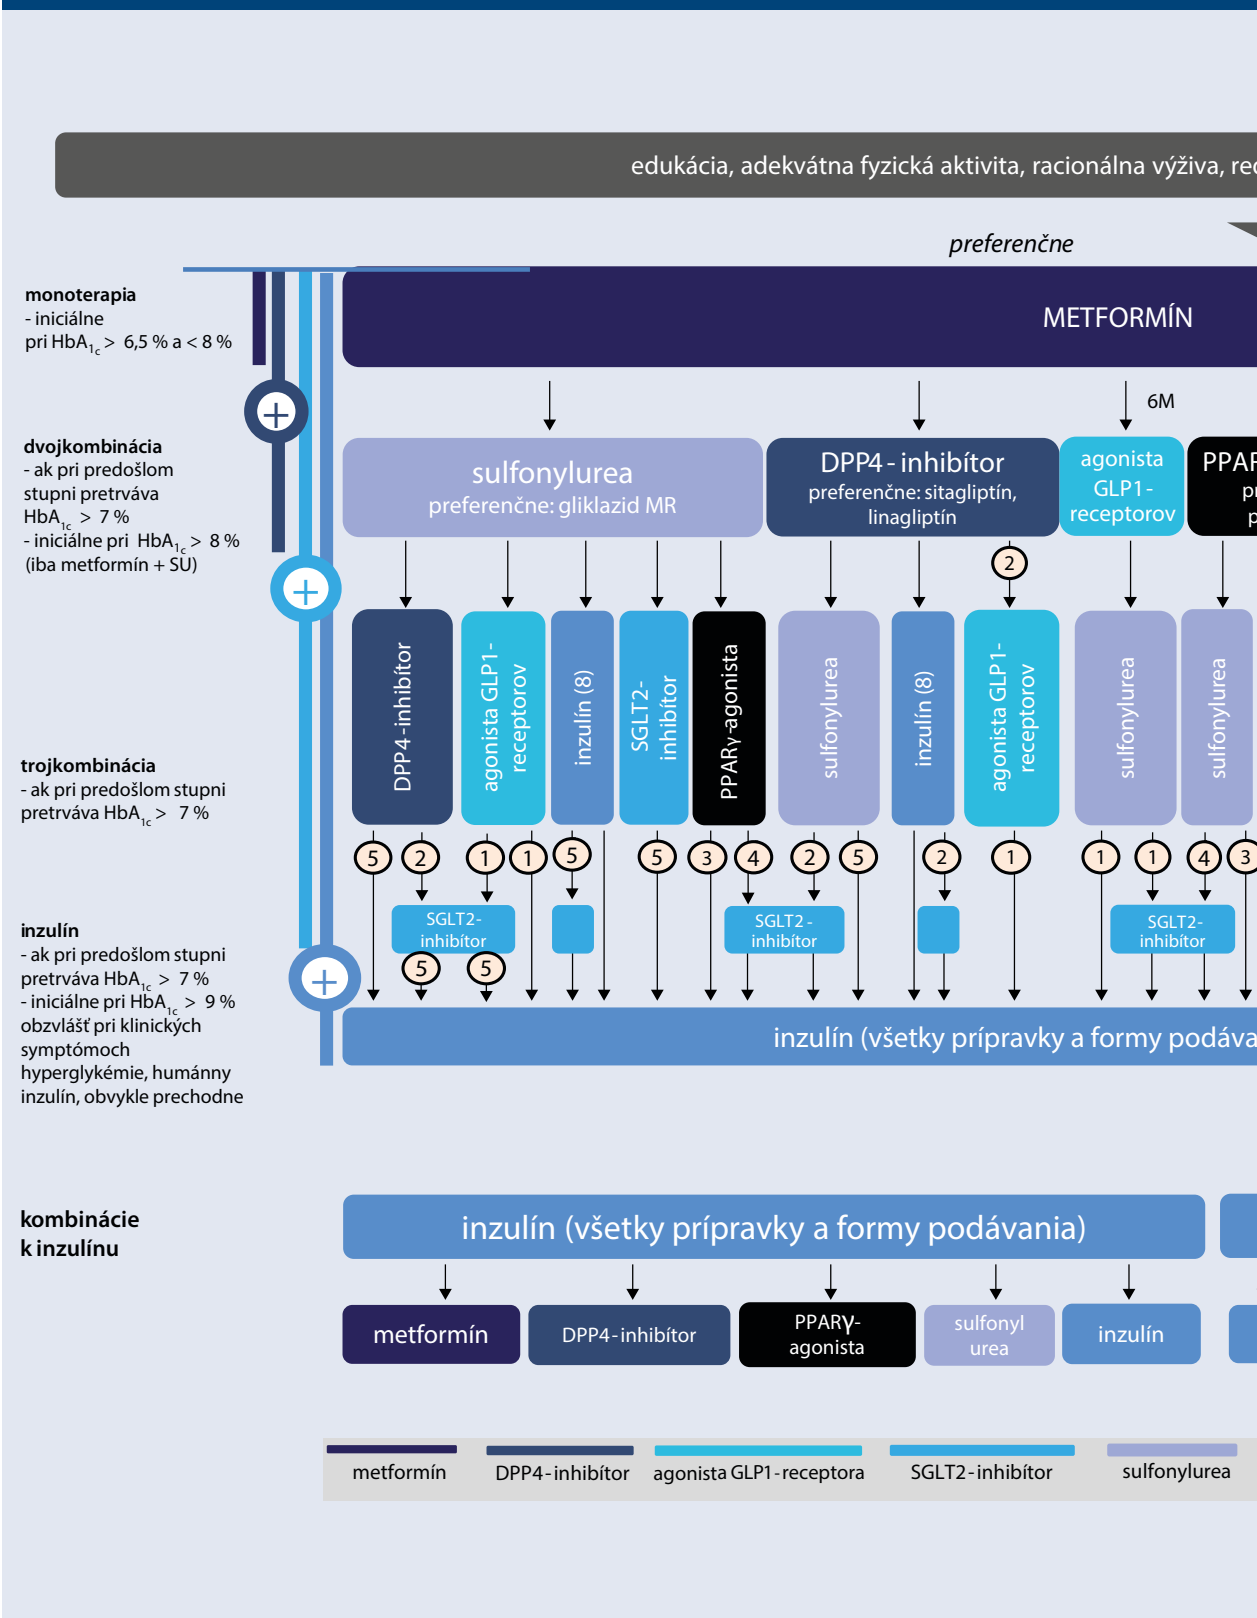 edukácia, adekvátna fyzická aktivita, racionálna výživa,
preferenčne
monoterapia
- iniciálne
pri HbA1c > 6,5 % a < 8 %
METFORMÍN
6M
dvojkombinácia
- ak pri predošlom
stupni pretrváva
HbA1c > 7 %
- iniciálne pri HbA1c > 8 %
(iba metformín + SU)
sulfonylurea
preferenčne: gliklazid MR
DPP4-inhibítor
preferenčne: sitagliptín,
linagliptín
agonista
GLP1-
receptorov
2
DPP4-inhibítor
agonista GLP1-
receptorov
inzulín (8)
SGLT2-
inhibítor
PPARγ-agonista
sulfonylurea
inzulín (8)
agonista GLP1-
receptorov
sulfonylurea
sulfonylurea
trojkombinácia
- ak pri predošlom stupni
pretrváva HbA1c > 7 %
5 2 1 1 5 5 3 4 2 5 2 1 1 1 4 3
SGLT2-
inhibítor
SGLT2-
inhibítor
SGLT2-
inhibítor
5 5
inzulín
- ak pri predošlom stupni
pretrváva HbA1c > 7 %
- iniciálne pri HbA1c > 9 %
obzvlášť pri klinických
symptómoch
hyperglykémie, humánny
inzulín, obvykle prechodne
inzulín (všetky prípravky a formy
kombinácie
k inzulínu
inzulín (všetky prípravky a formy podávania)
metformín
DPP4-inhibítor
PPARγ-
agonista
sulfonyl
urea
inzulín
metformín DPP4-inhibítor agonista GLP1-receptora SGLT2-inhibítor sulfonylurea